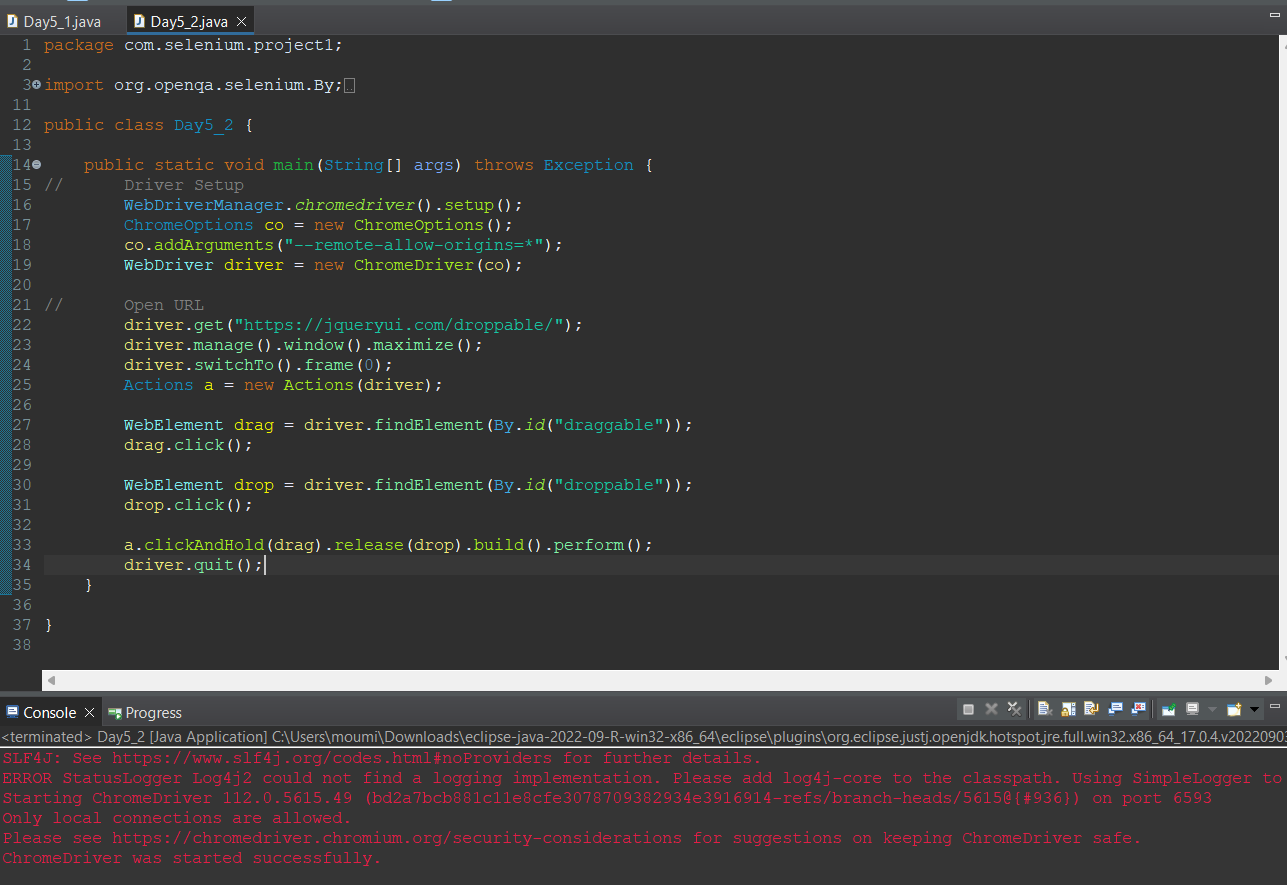 Day5_1.java
Day5_2.java
1 package com.selenium.project1;
2
3 import org.openqa.selenium.By;
11
12 public class Day5_2 {
13
14 public static void main(String[] args) throws Exception {
15 // Driver Setup
16 WebDriverManager.chromedriver().setup();
17 ChromeOptions co = new ChromeOptions();
18 co.addArguments("--remote-allow-origins=*");
19 WebDriver driver = new ChromeDriver(co);
20
21 // Open URL
22 driver.get("https://jqueryui.com/droppable/");
23 driver.manage().window().maximize();
24 driver.switchTo().frame(0);
25 Actions a = new Actions(driver);
26
27 WebElement drag = driver.findElement(By.id("draggable"));
28 drag.click();
29
30 WebElement drop = driver.findElement(By.id("droppable"));
31 drop.click();
32
33 a.clickAndHold(drag).release(drop).build().perform();
34 driver.quit();
35 }
36
37 }
38
Console
Progress
<terminated> Day5_2 [Java Application] C:\Users\moumi\Downloads\eclipse-java-2022-09-R-win32-x86_64\eclipse\plugins\org.eclipse.justj.openjdk.hotspot.jre.full.win32.x86_64_17.0.4.v20220903
SLF4J: See https://www.slf4j.org/codes.html#noProviders for further details.
ERROR StatusLogger Log4j2 could not find a logging implementation. Please add log4j-core to the classpath. Using SimpleLogger to
Starting ChromeDriver 112.0.5615.49 (bd2a7bcb881c11e8cfe3078709382934e3916914-refs/branch-heads/5615@{#936}) on port 6593
Only local connections are allowed.
Please see https://chromedriver.chromium.org/security-considerations for suggestions on keeping ChromeDriver safe.
ChromeDriver was started successfully.